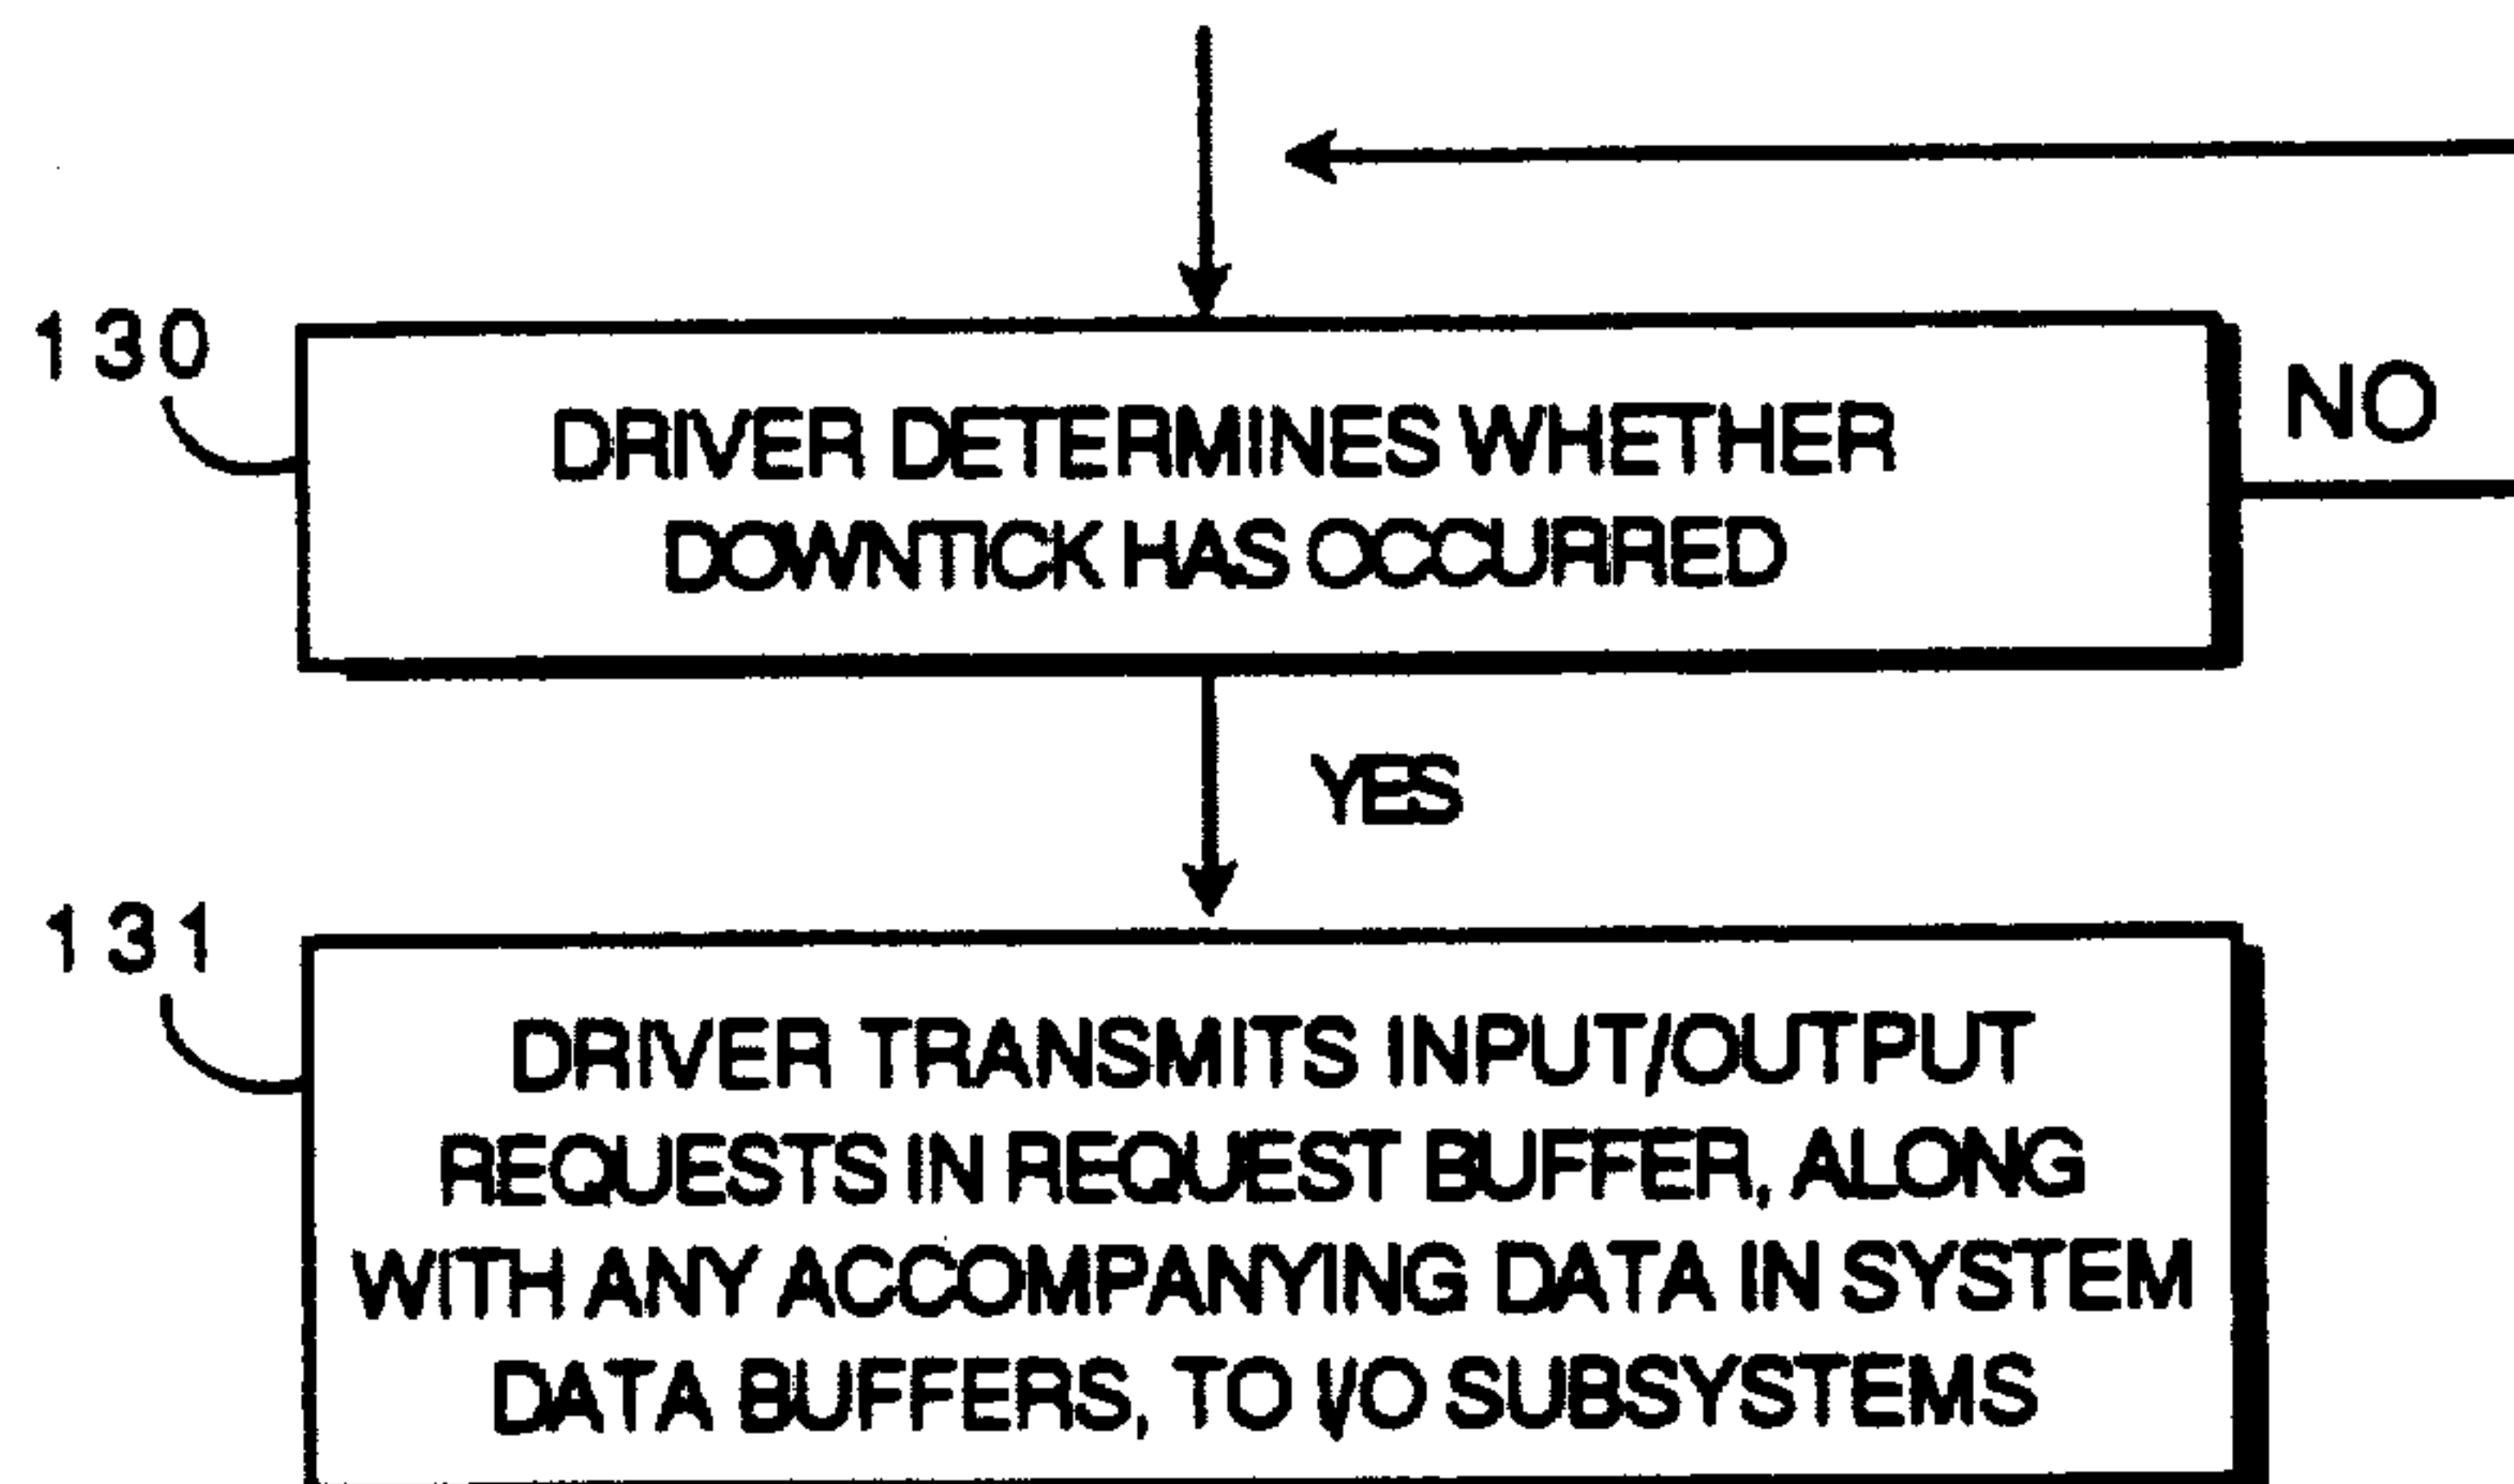 130
DRIVER DETERMINES WHETHER
DOWNTICK HAS OCCURRED
NO
YES
131
DRIVER TRANSMITS INPUT/OUTPUT
REQUESTS IN REQUEST BUFFER, ALONG
WITH ANY ACCOMPANYING DATA IN SYSTEM
DATA BUFFERS, TO I/O SUBSYSTEMS